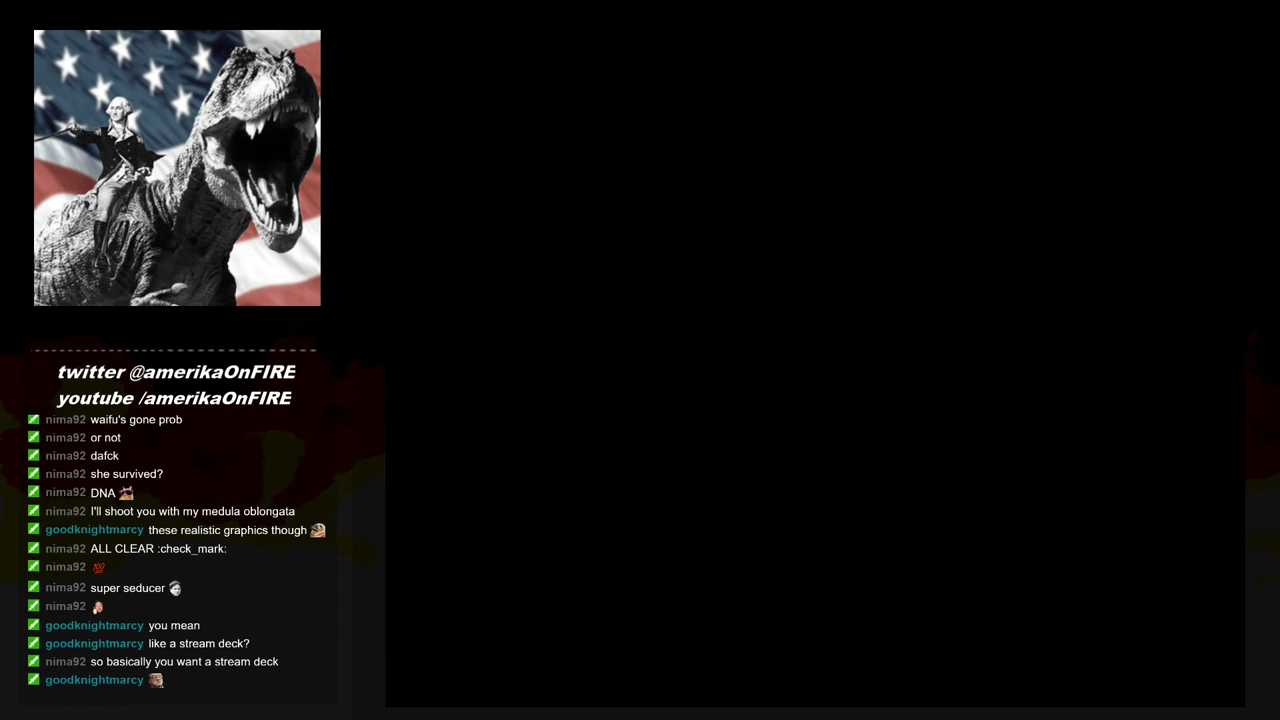 twitter @amerikaOnFIRE
youtube /amerikaOnFIRE
nima92 waifu's gone prob
nima92 or not
nima92 dafck
nima92 she survived?
nima92 DNA
nima92 I'll shoot you with my medula oblongata
goodknightmarcy these realistic graphics though
nima92 ALL CLEAR :check_mark:
nima92 💯
nima92 super seducer
nima92
goodknightmarcy you mean
goodknightmarcy like a stream deck?
nima92 so basically you want a stream deck
goodknightmarcy